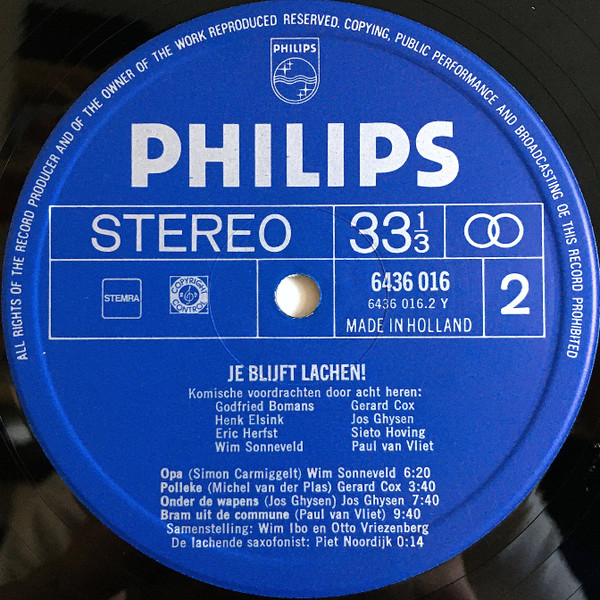 ALL RIGHTS OF THE RECORD PRODUCER AND OF THE OWNER OF THE WORK REPRODUCED RESERVED. COPYING, PUBLIC PERFORMANCE AND BROADCASTING OF THIS RECORD PROHIBITED
PHILIPS
PHILIPS
STEREO 33 1/3
STEMRA COPYRIGHT CONTROL 6436 016 2
6436 016.2 Y
MADE IN HOLLAND
JE BLIJFT LACHEN!
Komische voordrachten door acht heren:
Godfried Bomans Gerard Cox
Henk Elsink Jos Ghysen
Eric Herfst Sieto Hoving
Wim Sonneveld Paul van Vliet
Opa (Simon Carmiggelt) Wim Sonneveld 6:20
Polleke (Michel van der Plas) Gerard Cox 3:40
Onder de wapens (Jos Ghysen) Jos Ghysen 7:40
Bram uit de commune (Paul van Vliet) 9:40
Samenstelling: Wim Ibo en Otto Vriezenberg
De lachende saxofonist: Piet Noordijk 0:14